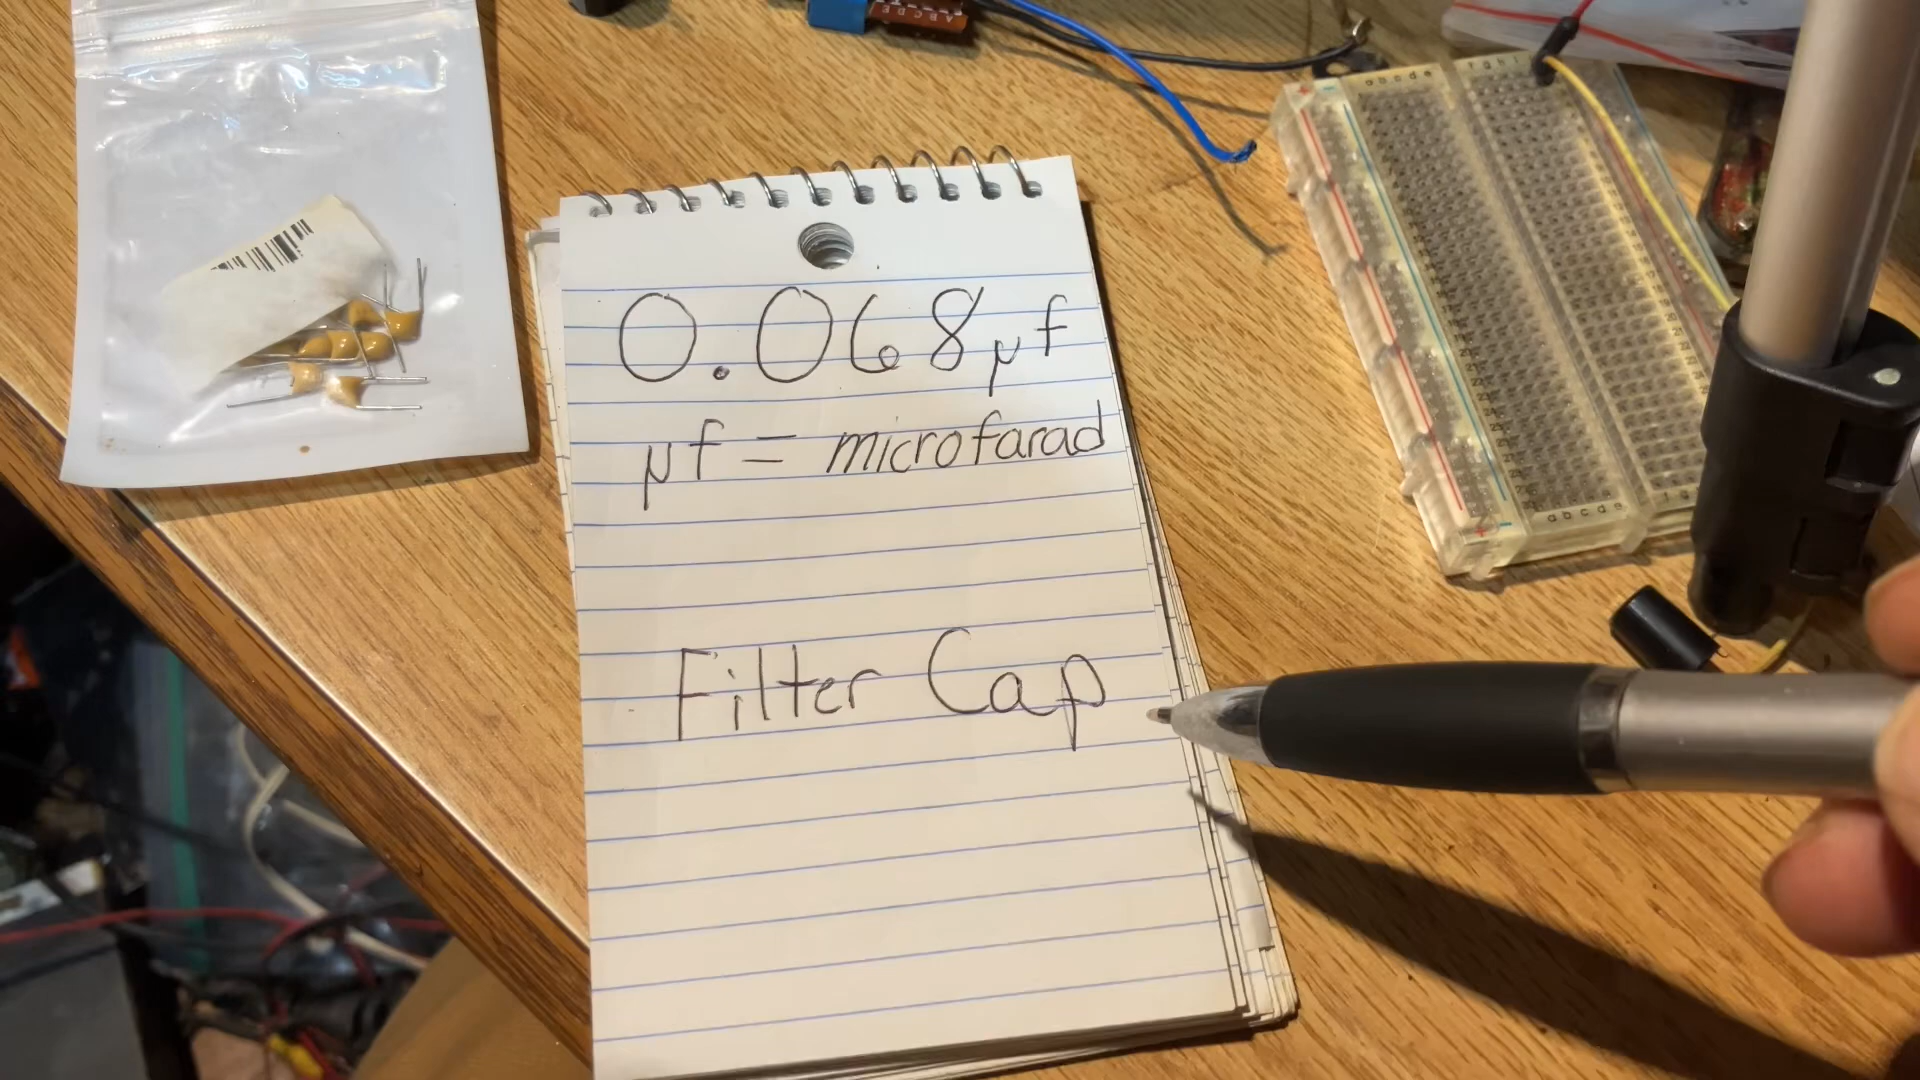 0.068µf
µf = microfarad
Filter Cap
A B C D E
a b c d e
a b c d e